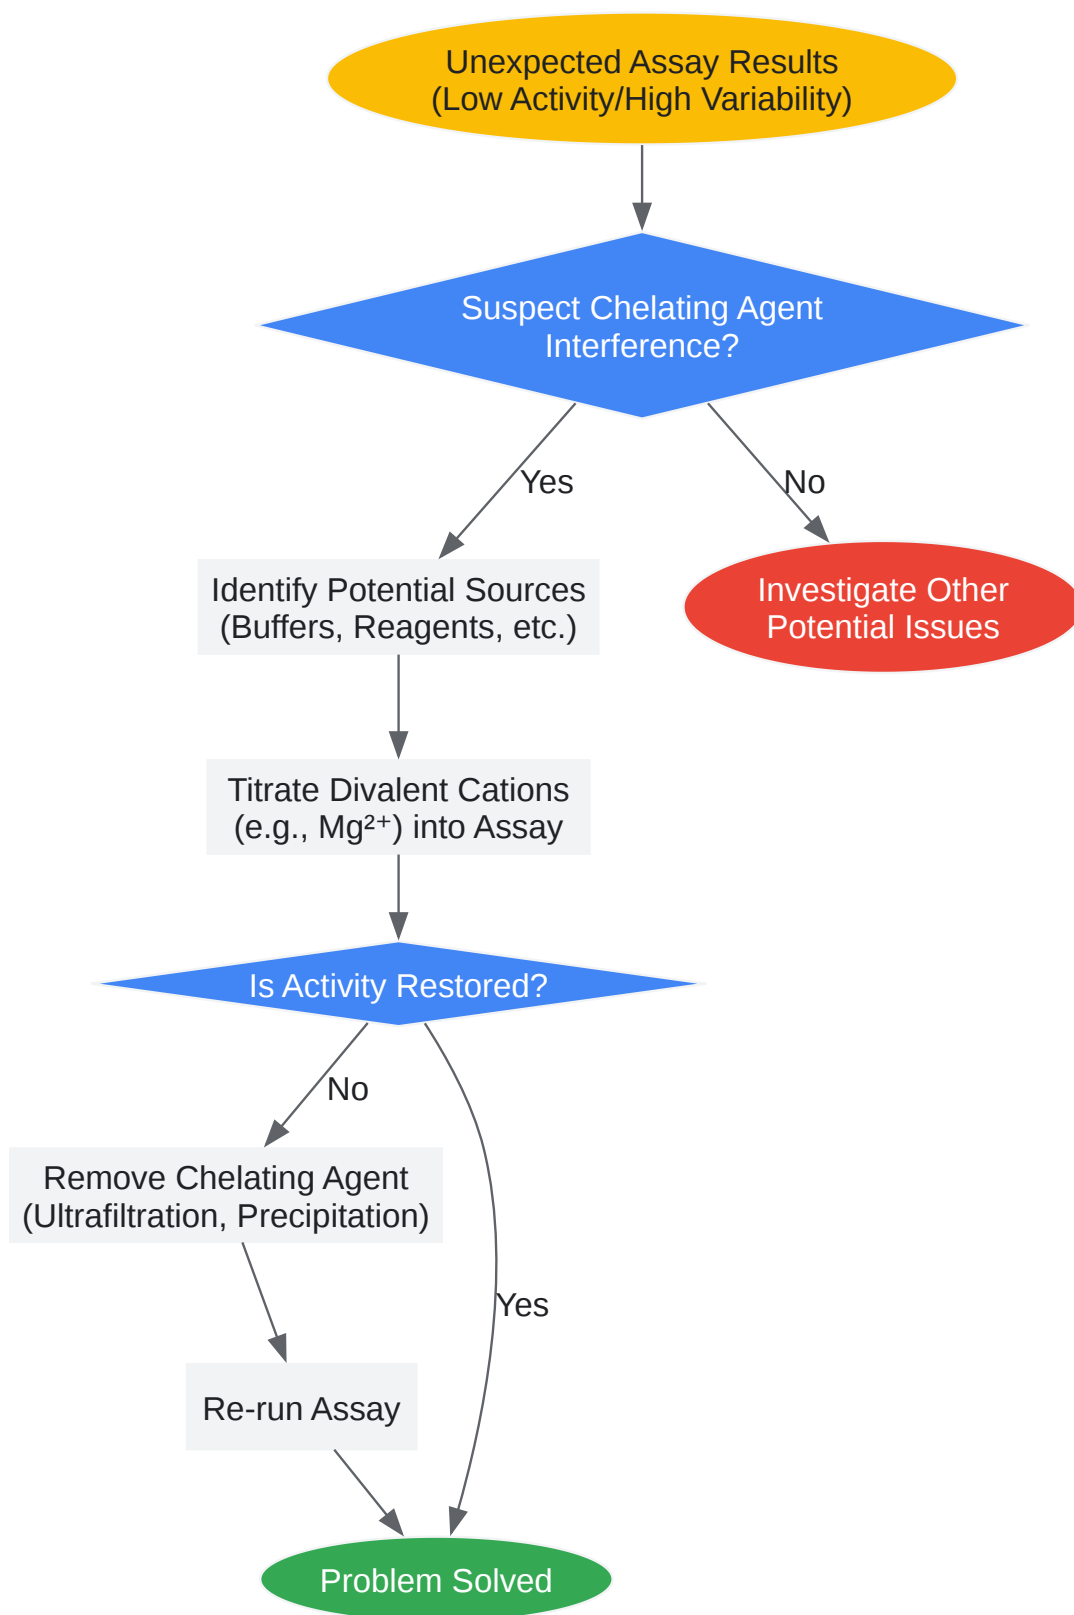 Unexpected Assay Results
(Low Activity/High Variability)
Suspect Chelating Agent
Interference?
Yes
No
Identify Potential Sources
(Buffers, Reagents, etc.)
Investigate Other
Potential Issues
Titrate Divalent Cations
(e.g., Mg²⁺) into Assay
Is Activity Restored?
No
Remove Chelating Agent
(Ultrafiltration, Precipitation)
Yes
Re-run Assay
Problem Solved